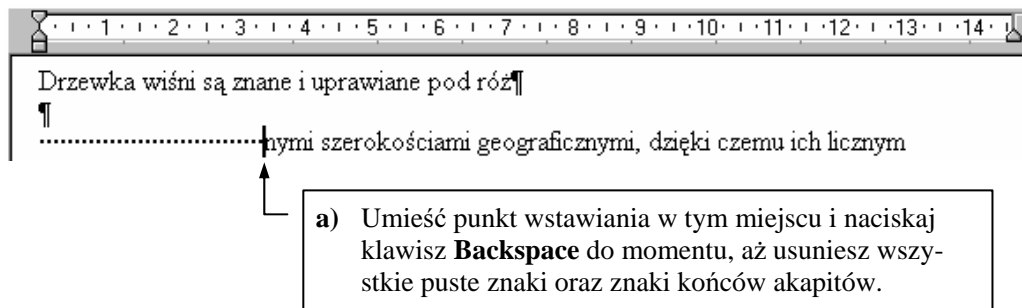 1 2 3 4 5 6 7 8 9 10 11 12 13 14
Drzewka wiśni są znane i uprawiane pod róż¶
¶
································nymi szerokościami geograficznymi, dzięki czemu ich licznym
a) Umieść punkt wstawiania w tym miejscu i naciskaj
klawisz Backspace do momentu, aż usuniesz wszy-
stkie puste znaki oraz znaki końców akapitów.